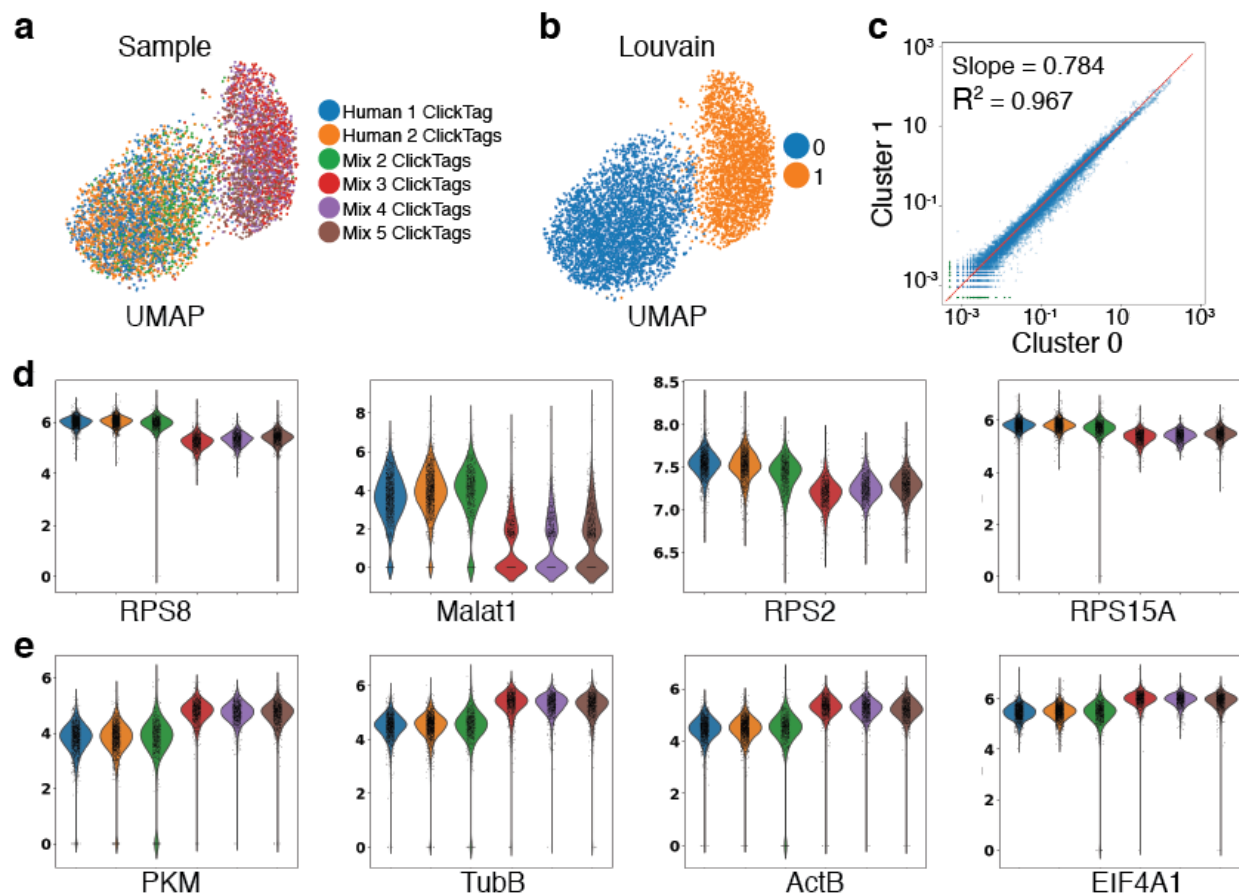 a
Sample
Human 1 ClickTag
Human 2 ClickTags
Mix 2 ClickTags
Mix 3 ClickTags
Mix 4 ClickTags
Mix 5 ClickTags
UMAP
b
Louvain
0
1
UMAP
c
10³
10
10⁻¹
10⁻³
Cluster 1
Slope = 0.784
R² = 0.967
10⁻³ 10⁻¹ 10 10³
Cluster 0
d
6
4
2
0
RPS8
8
6
4
2
0
Malat1
8.5
8.0
7.5
7.0
6.5
RPS2
6
4
2
0
RPS15A
e
6
4
2
0
PKM
6
4
2
0
TubB
6
4
2
0
ActB
6
4
2
0
EIF4A1